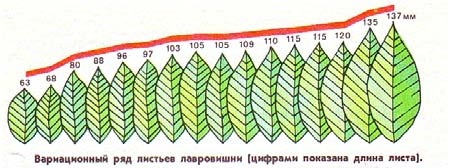 63 68 80 88 96 97 103 105 105 109 110 115 115 120 135 137 мм
Вариационный ряд листьев лавровишни (цифрами показана длина листа).